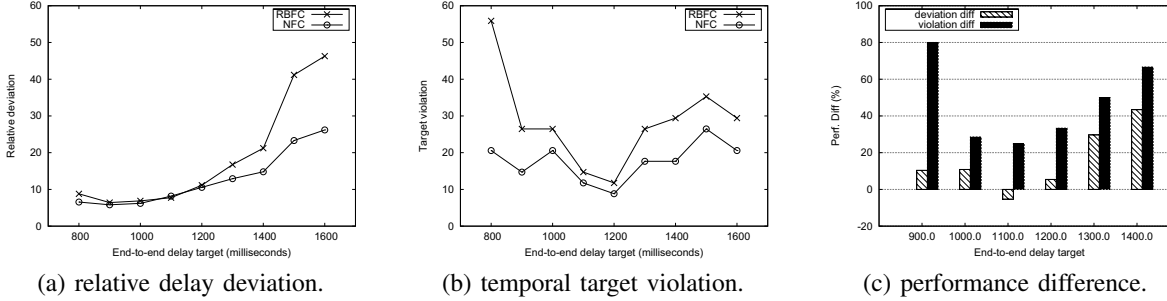 RBFC
NFC
60
50
40
30
20
10
0
Relative deviation
800 1000 1200 1400 1600
End-to-end delay target (milliseconds)
(a) relative delay deviation.
RBFC
NFC
60
50
40
30
20
10
0
Target violation
800 1000 1200 1400 1600
End-to-end delay target (milliseconds)
(b) temporal target violation.
deviation diff
violation diff
100
80
60
40
20
0
-20
Perf. Diff (%)
900.0 1000.0 1100.0 1200.0 1300.0 1400.0
End-to-end delay target
(c) performance difference.